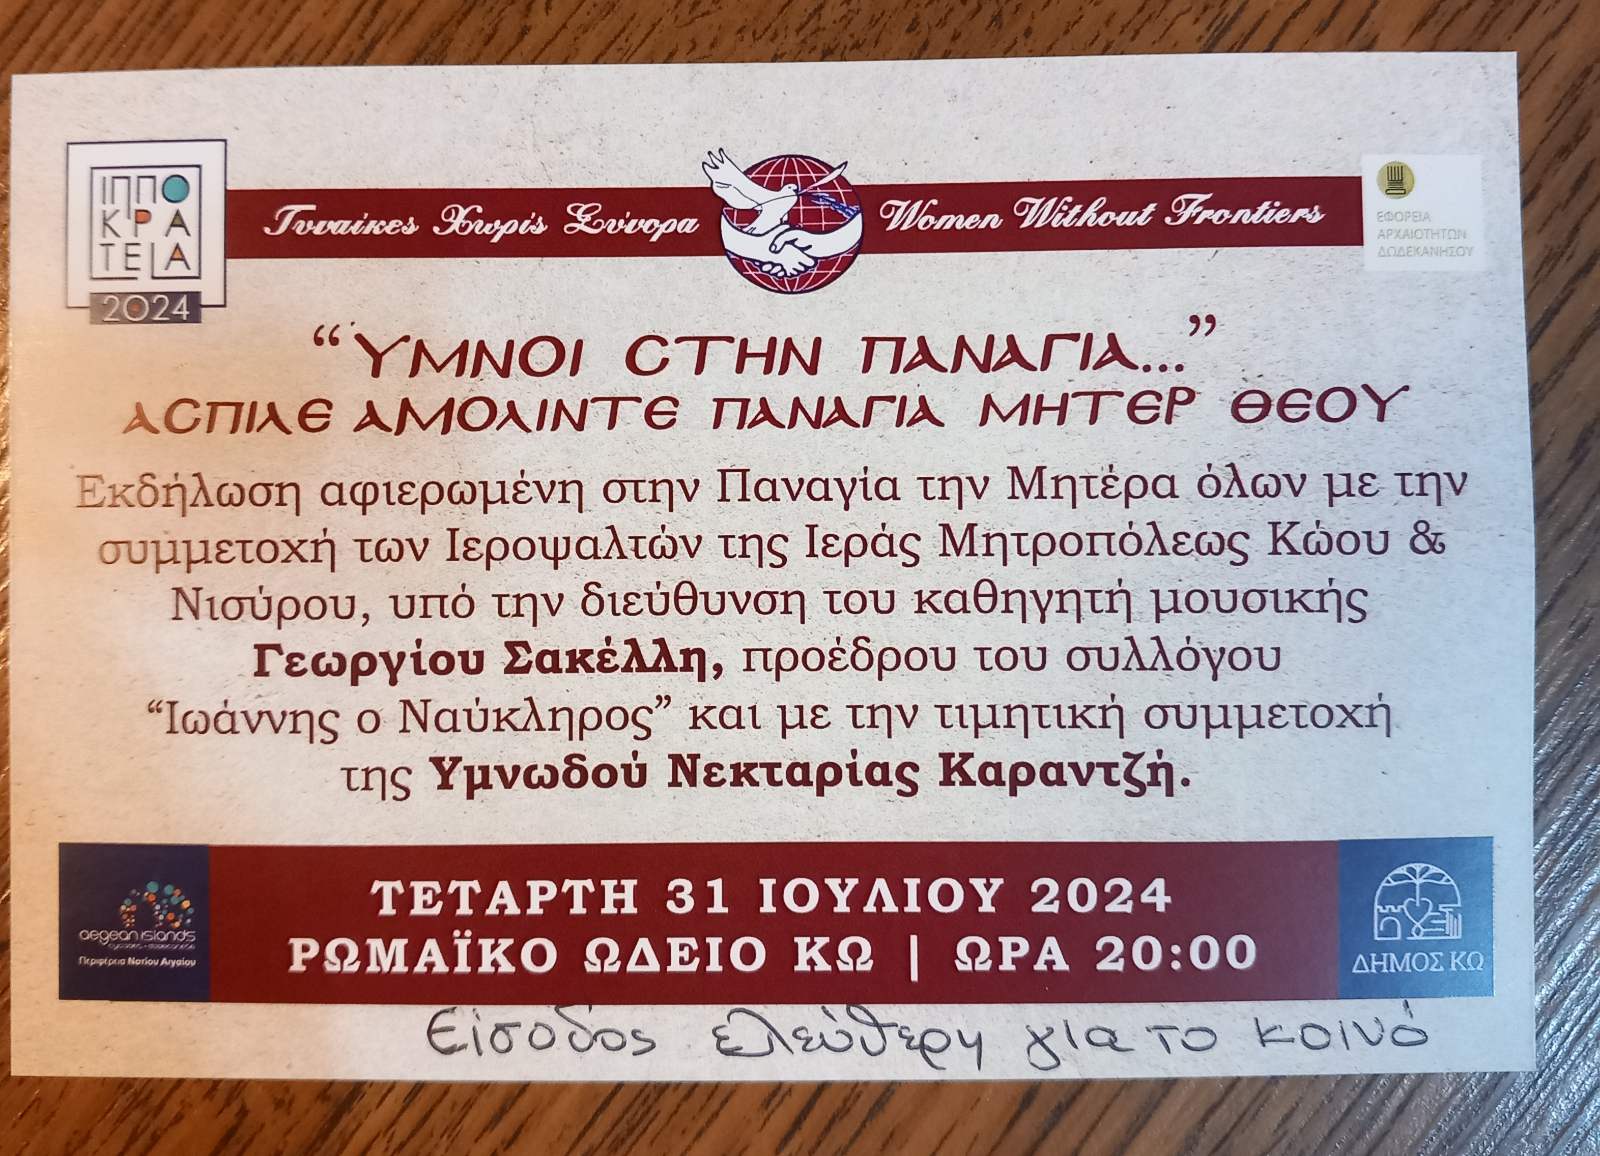 ΙΠΠΟ
ΚΡΑ
ΤΕΙΑ
2024
Γυναίκες Χωρίς Σύνορα
Women Without Frontiers
ΕΦΟΡΕΙΑ
ΑΡΧΑΙΟΤΗΤΩΝ
ΔΩΔΕΚΑΝΗΣΟΥ
“ΥΜΝΟΙ ΣΤΗΝ ΠΑΝΑΓΙΑ...”
ΑΣΠΙΛΕ ΑΜΟΛΙΝΤΕ ΠΑΝΑΓΙΑ ΜΗΤΕΡ ΘΕΟΥ
Εκδήλωση αφιερωμένη στην Παναγία την Μητέρα όλων με την
συμμετοχή των Ιεροψαλτών της Ιεράς Μητροπόλεως Κώου &
Νισύρου, υπό την διεύθυνση του καθηγητή μουσικής
Γεωργίου Σακέλλη, προέδρου του συλλόγου
“Ιωάννης ο Ναύκληρος” και με την τιμητική συμμετοχή
της Υμνωδού Νεκταρίας Καραντζή.
ΤΕΤΑΡΤΗ 31 ΙΟΥΛΙΟΥ 2024
ΡΩΜΑΪΚΟ ΩΔΕΙΟ ΚΩ | ΩΡΑ 20:00
aegean islands
Περιφέρεια Νοτίου Αιγαίου
ΔΗΜΟΣ ΚΩ
Είσοδος ελεύθερη για το κοινό